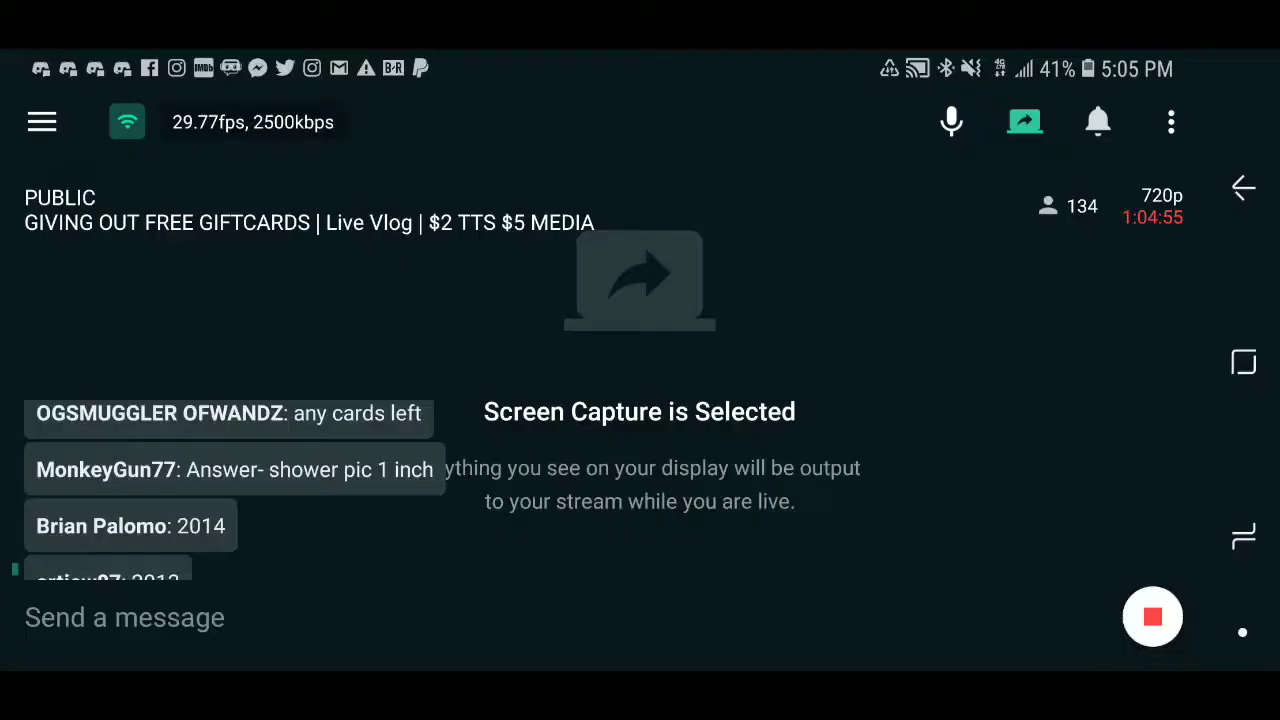 IMDb B/R 4G LTE 41% 5:05 PM
29.77fps, 2500kbps
PUBLIC
GIVING OUT FREE GIFTCARDS | Live Vlog | $2 TTS $5 MEDIA
134
720p
1:04:55
OGSMUGGLER OFWANDZ: any cards left
Screen Capture is Selected
MonkeyGun77: Answer- shower pic 1 inch
ything you see on your display will be output
to your stream while you are live.
Brian Palomo: 2014
Send a message